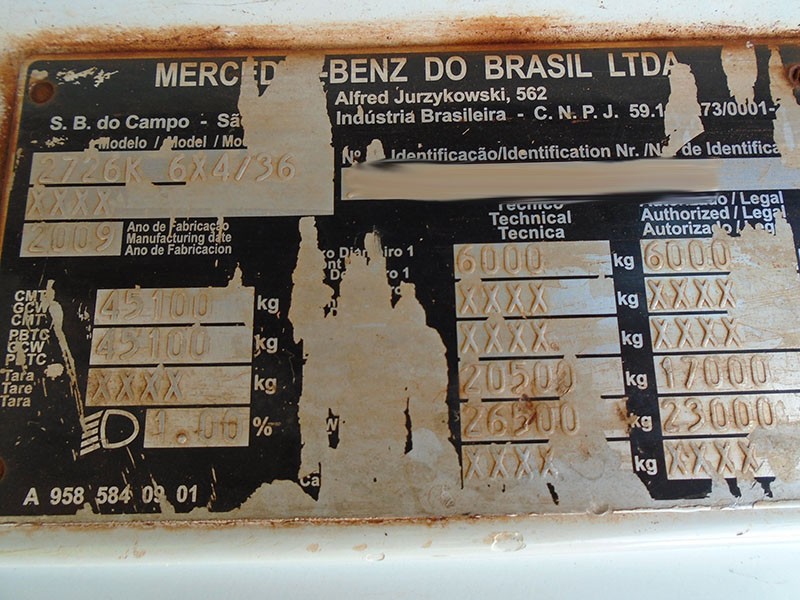 MERCED -BENZ DO BRASIL LTDA
Alfred Jurzykowski, 562
S. B. do Campo - São
Indústria Brasileira - C. N. P. J. 59.1 73/0001-
Modelo / Model / Mo
Nº Identificação/Identification Nr. /Nº de Identifica
2726K 6X4/36
XXXX
Técnico
Technical
Tecnica
Autorizado / Legal
Authorized / Legal
Autorizado / Legal
2009
Ano de Fabricação
Manufacturing date
Ano de Fabricacion
6000 kg 6000
XXXX XXXX
XXXX XXXX
20500 kg 17000
26500 kg 23000
XXXX kg XXXX
CMT
GCW
CMT
45100 kg
PBTC
GCW
PBTC
45100 kg
Tara
Tare
Tara
XXXX kg
1.00 %
A 958 584 09 01